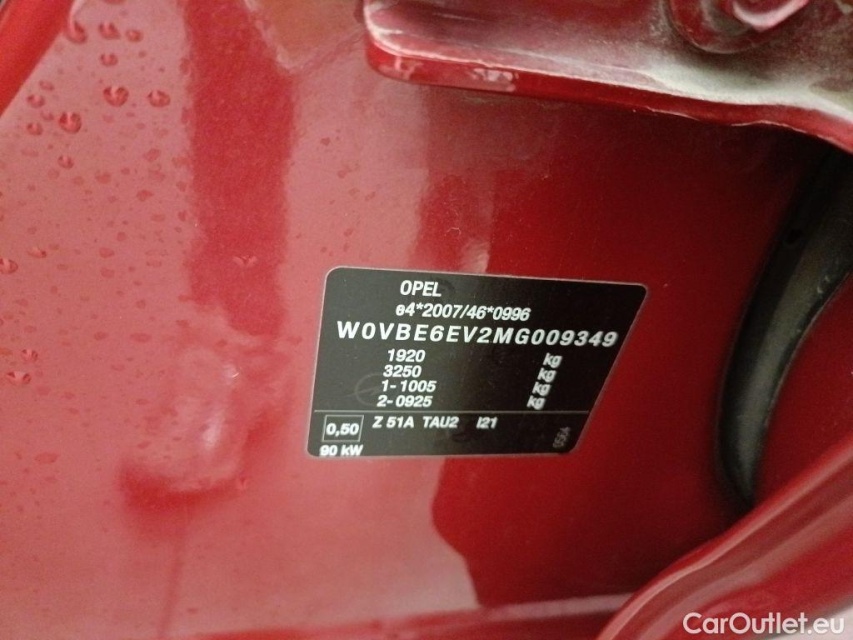 OPEL
e4*2007/46*0996
W0VBE6EV2MG009349
1920 kg
3250 kg
1-1005 kg
2-0925 kg
0,50 Z 51A TAU2 I21
90 kW
CarOutlet.eu